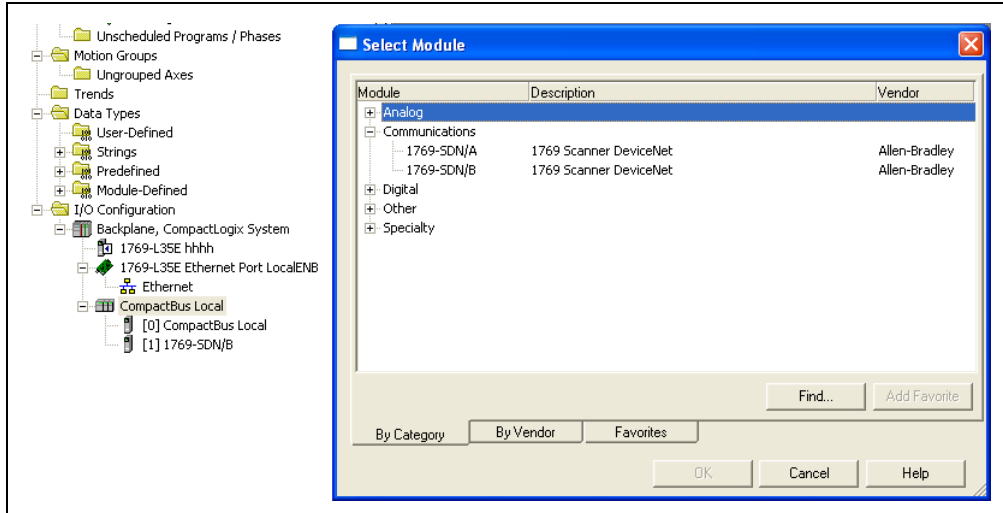 Unscheduled Programs / Phases
Motion Groups
Ungrouped Axes
Trends
Data Types
User-Defined
Strings
Predefined
Module-Defined
I/O Configuration
Backplane, CompactLogix System
1769-L35E hhhh
1769-L35E Ethernet Port LocalENB
Ethernet
CompactBus Local
[0] CompactBus Local
[1] 1769-SDN/B
Select Module
Module Description Vendor
Analog
Communications
1769-SDN/A 1769 Scanner DeviceNet Allen-Bradley
1769-SDN/B 1769 Scanner DeviceNet Allen-Bradley
Digital
Other
Specialty
Find... Add Favorite
By Category By Vendor Favorites
OK Cancel Help